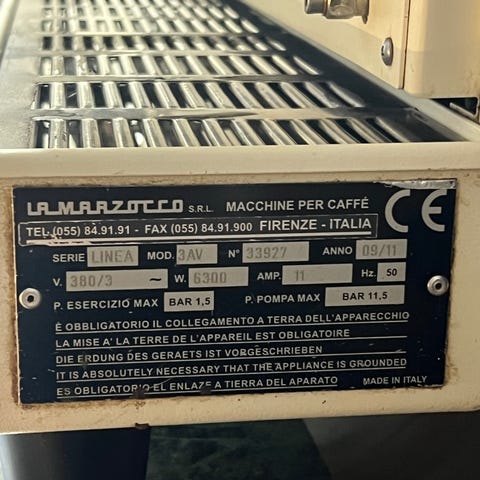 LA MARZOCCO S.R.L. MACCHINE PER CAFFÉ
TEL.(055) 84.91.91 - FAX (055) 84.91.900 FIRENZE - ITALIA
CE
SERIE LINEA MOD. 3AV N° 33927 ANNO 09/11
V. 380/3 ~ W. 6300 AMP. 11 Hz. 50
P. ESERCIZIO MAX BAR 1,5 P. POMPA MAX BAR 11,5
È OBBLIGATORIO IL COLLEGAMENTO A TERRA DELL'APPARECCHIO
LA MISE A' LA TERRE DE L'APPAREIL EST OBLIGATOIRE
DIE ERDUNG DES GERAETS IST VORGESCHRIEBEN
IT IS ABSOLUTELY NECESSARY THAT THE APPLIANCE IS GROUNDED
ES OBLIGATORIO EL ENLAZE A TIERRA DEL APARATO MADE IN ITALY